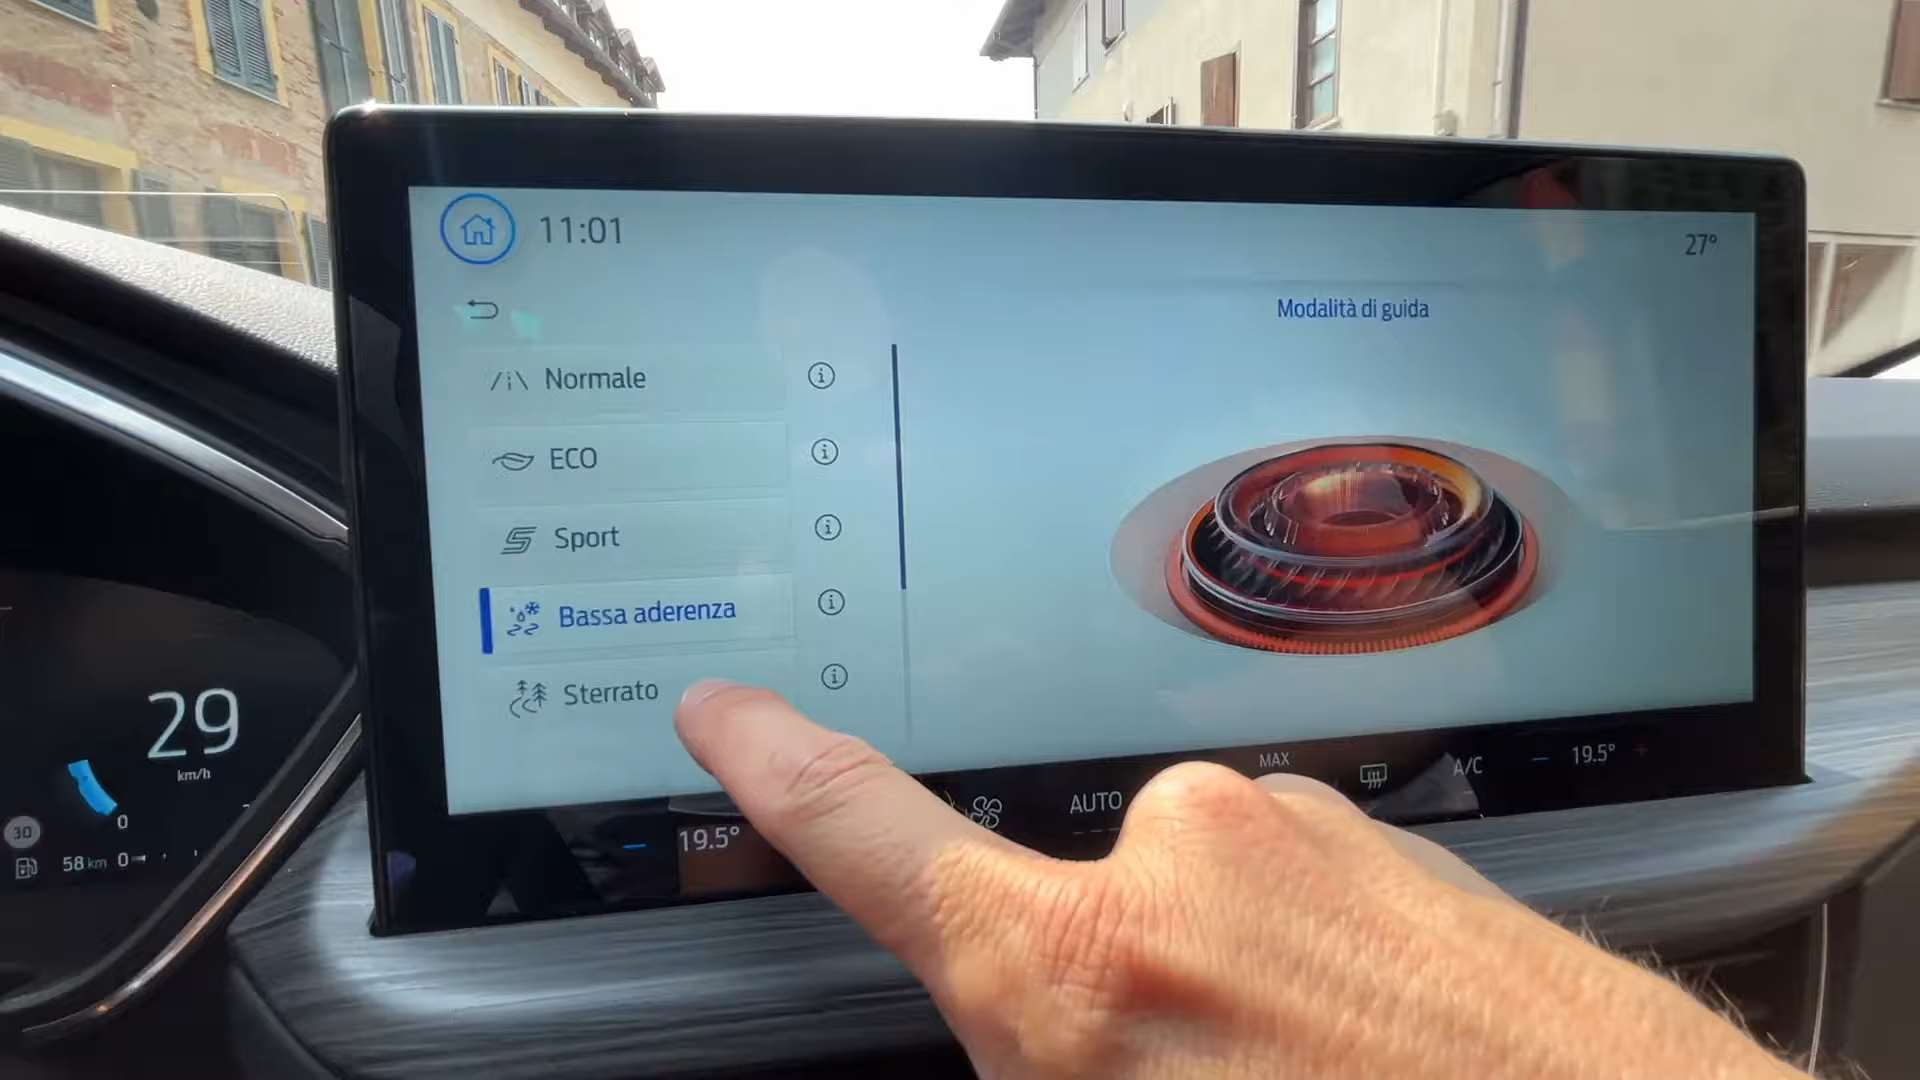 11:01
27°
Modalità di guida
Normale
ECO
Sport
Bassa aderenza
Sterrato
29
km/h
0
30
58 km 0
19.5°
AUTO
MAX
A/C
19.5°